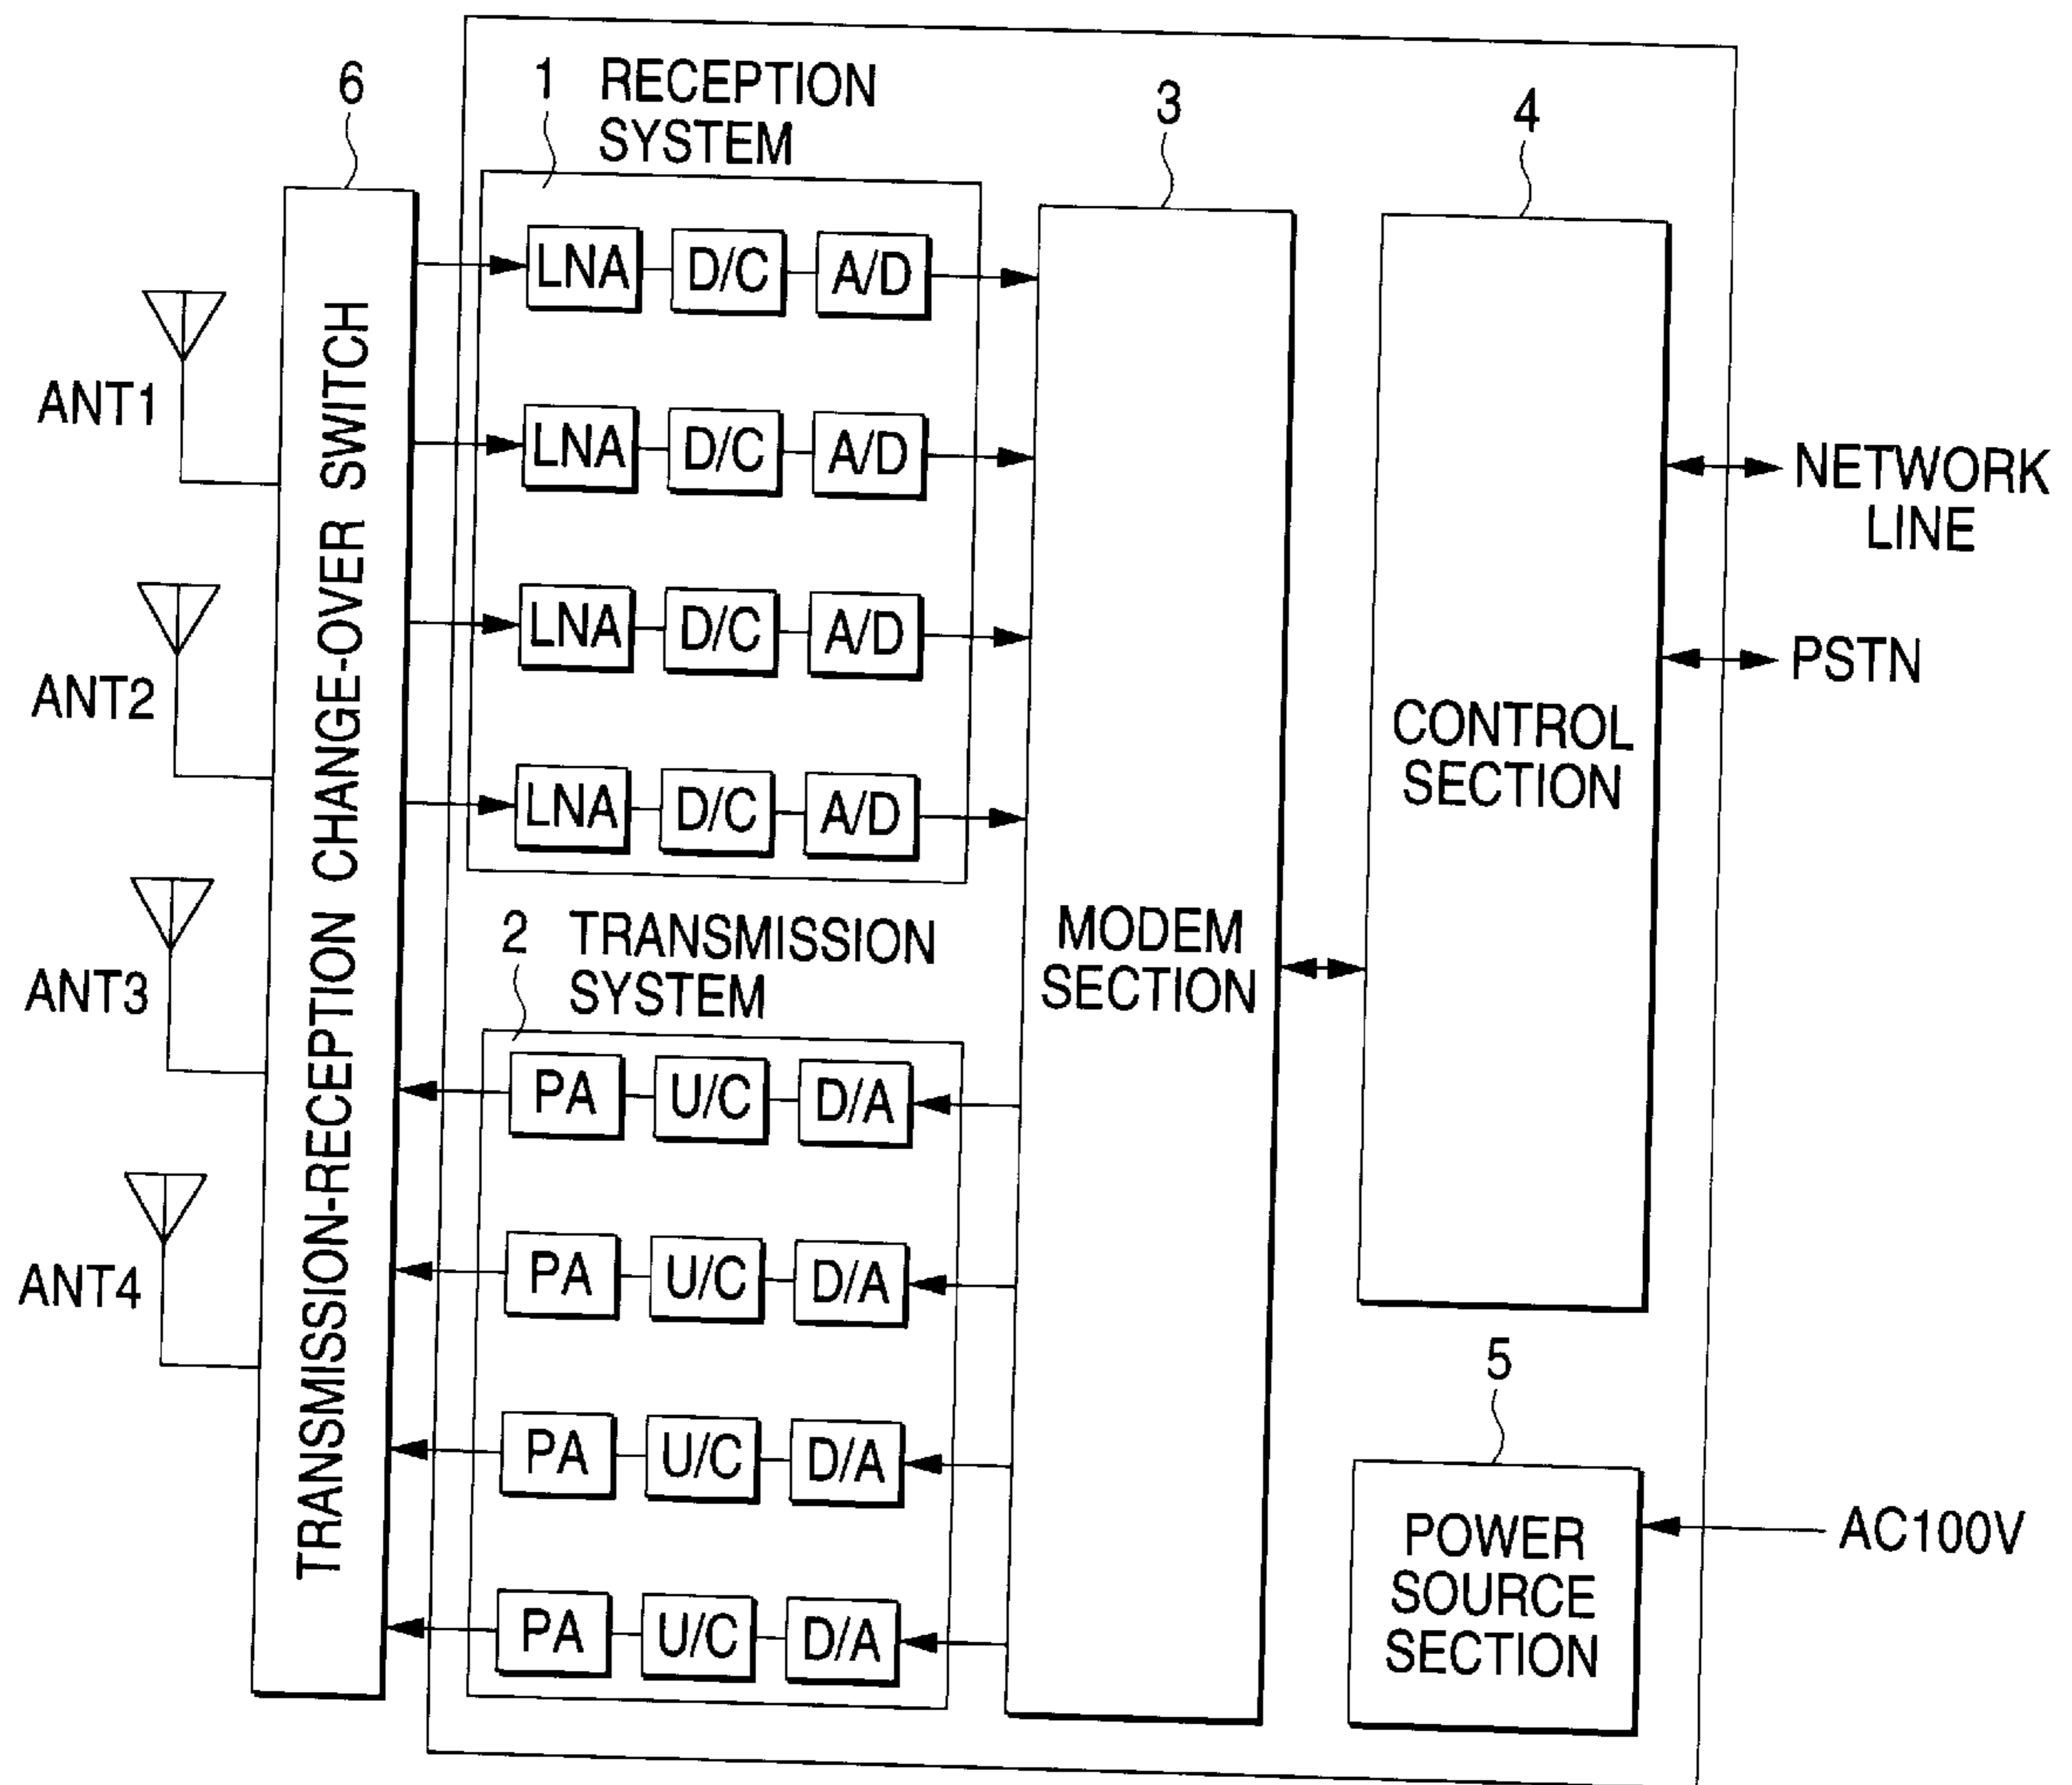 6
1 RECEPTION
SYSTEM
3
4
LNA D/C A/D
LNA D/C A/D
LNA D/C A/D
LNA D/C A/D
ANT1
ANT2
ANT3
ANT4
TRANSMISSION-RECEPTION CHANGE-OVER SWITCH
2 TRANSMISSION
SYSTEM
PA U/C D/A
PA U/C D/A
PA U/C D/A
PA U/C D/A
MODEM
SECTION
CONTROL
SECTION
NETWORK
LINE
PSTN
5
POWER
SOURCE
SECTION
AC100V